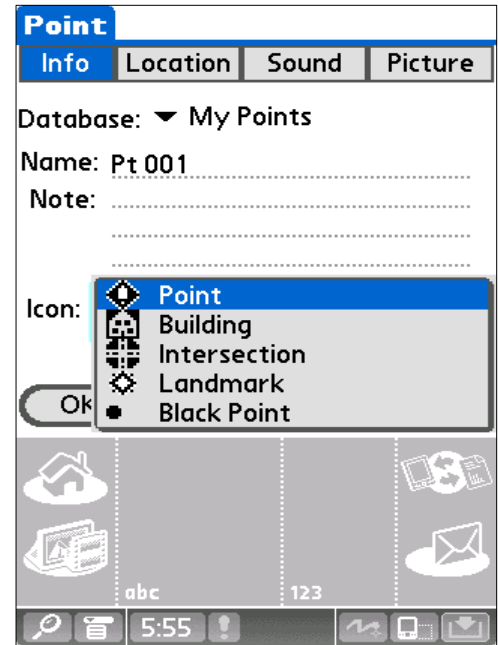 Point
Info Location Sound Picture
Database: My Points
Name: Pt 001
Note:
Icon:
Point
Building
Intersection
Landmark
Black Point
OK
abc 123
5:55